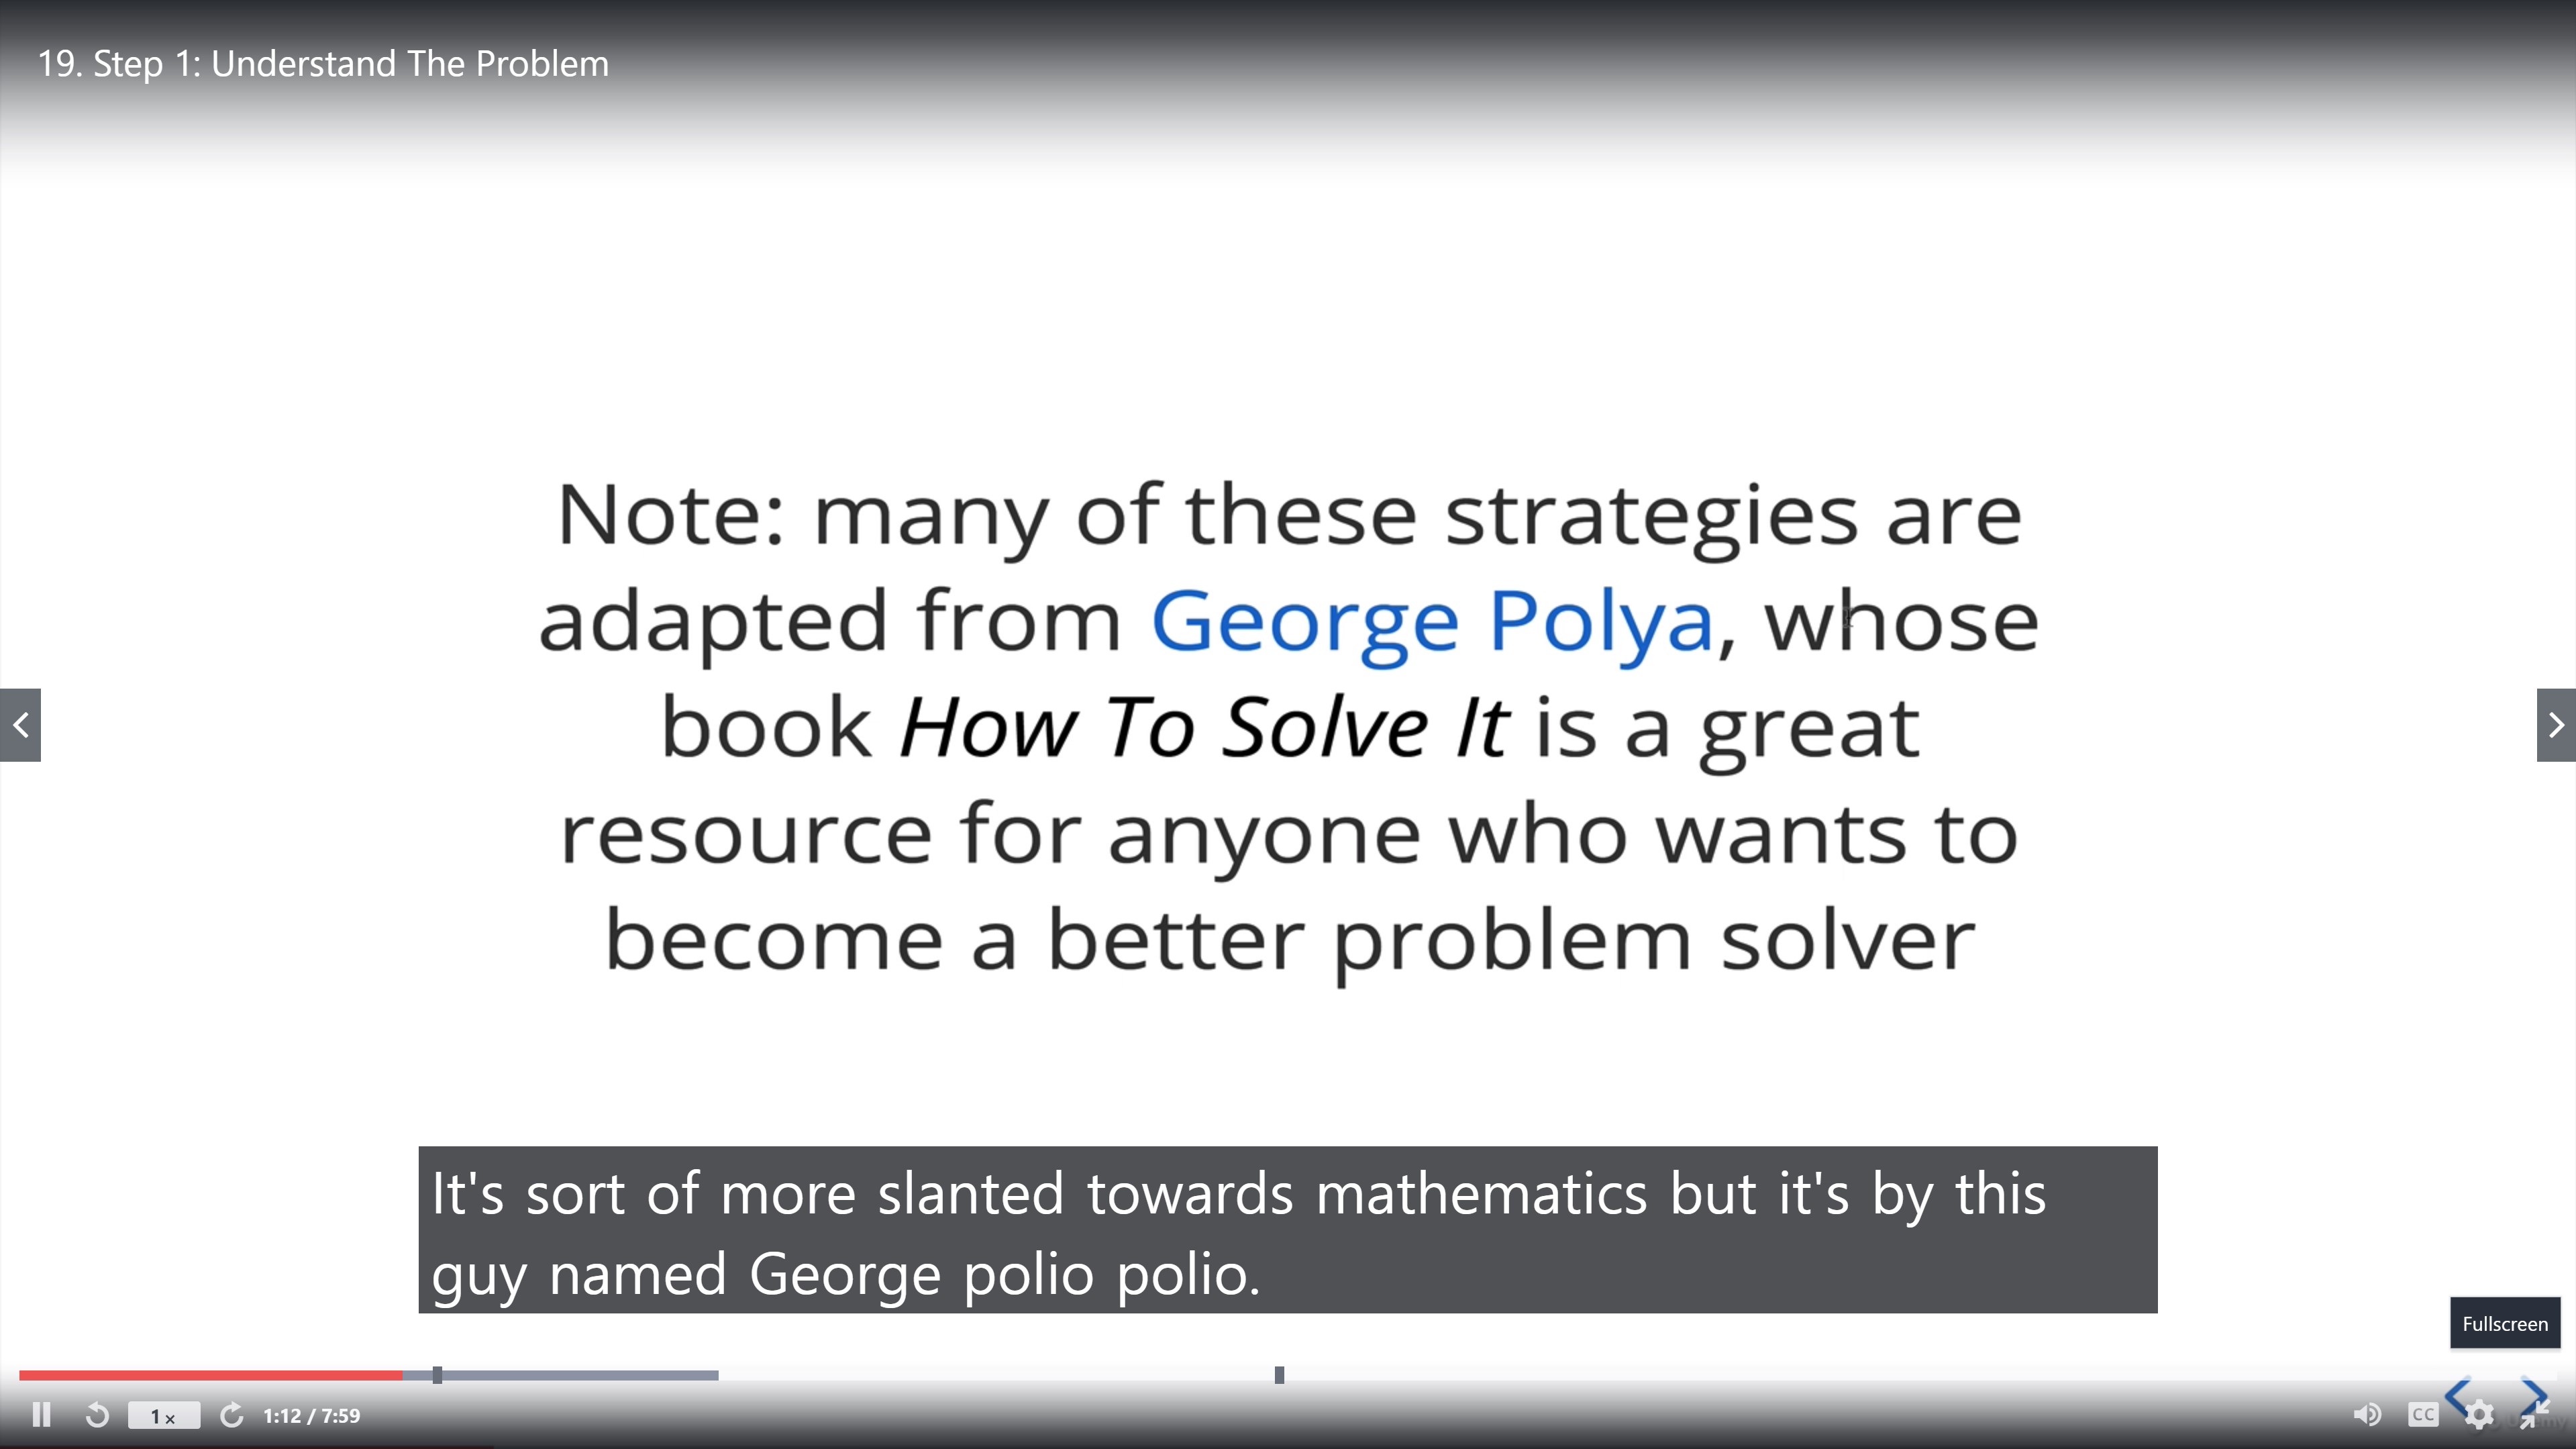 19. Step 1: Understand The Problem
Note: many of these strategies are
adapted from George Polya, whose
book How To Solve It is a great
resource for anyone who wants to
become a better problem solver
It's sort of more slanted towards mathematics but it's by this
guy named George polio polio.
Fullscreen
1 x
1:12 / 7:59
CC